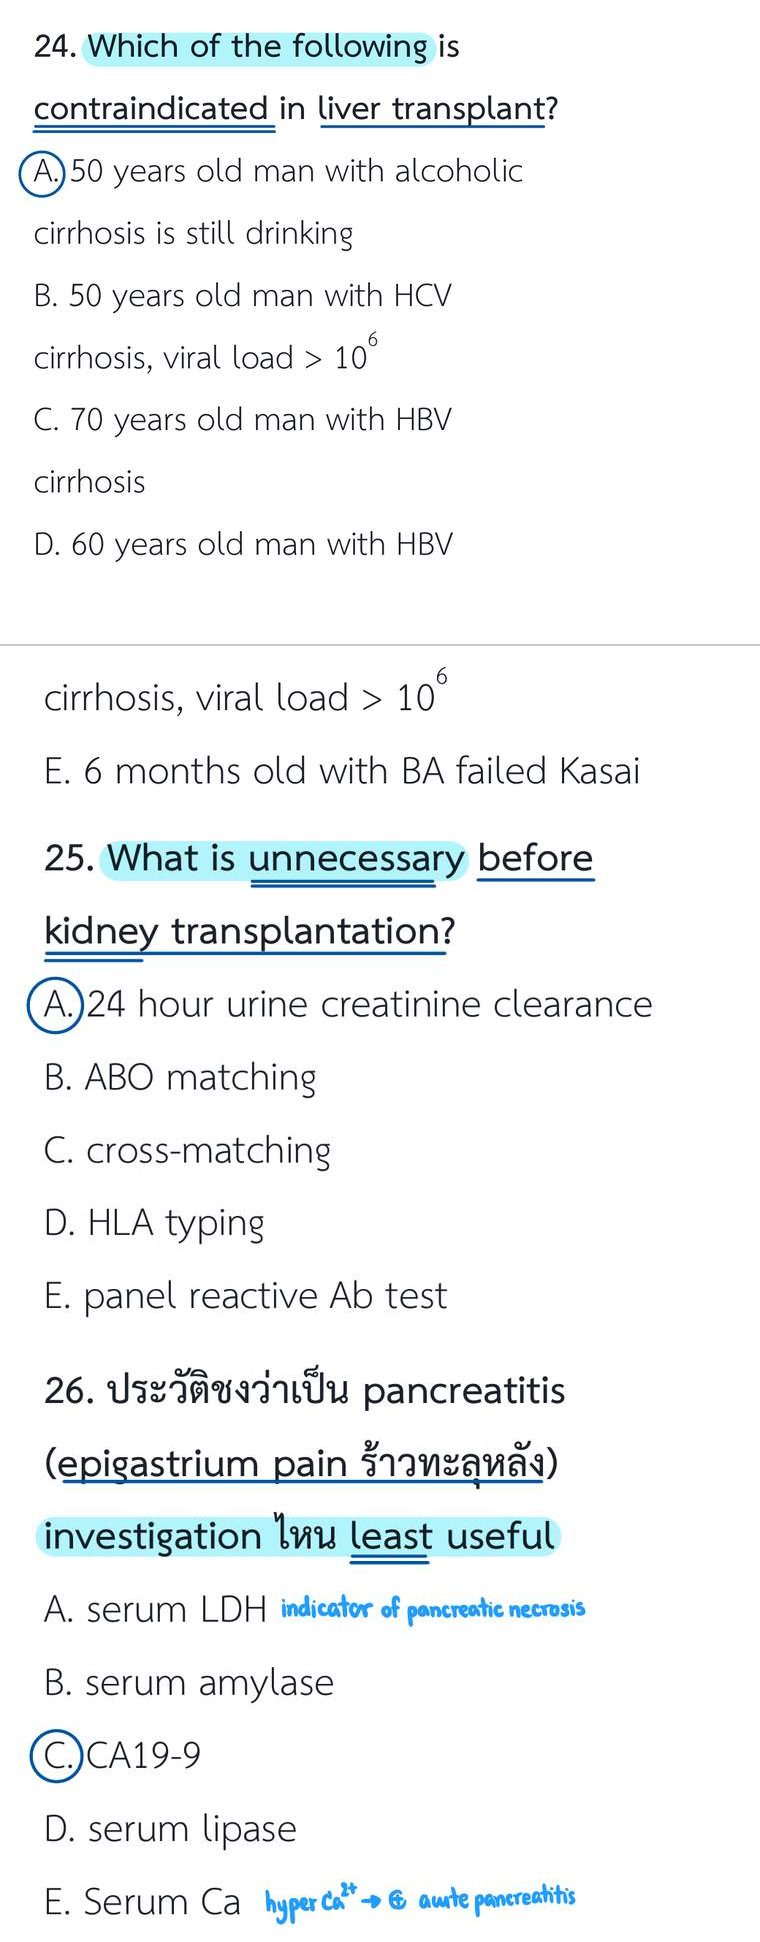 24. Which of the following is
contraindicated in liver transplant?
A. 50 years old man with alcoholic
cirrhosis is still drinking
B. 50 years old man with HCV
cirrhosis, viral load > 10⁶
C. 70 years old man with HBV
cirrhosis
D. 60 years old man with HBV
cirrhosis, viral load > 10⁶
E. 6 months old with BA failed Kasai
25. What is unnecessary before
kidney transplantation?
A. 24 hour urine creatinine clearance
B. ABO matching
C. cross-matching
D. HLA typing
E. panel reactive Ab test
26. ประวัติชงว่าเป็น pancreatitis
(epigastrium pain ร้าวทะลุหลัง)
investigation ไหน least useful
A. serum LDH indicator of pancreatic necrosis
B. serum amylase
C. CA19-9
D. serum lipase
E. Serum Ca hyper Ca²⁺ → ⊕ acute pancreatitis